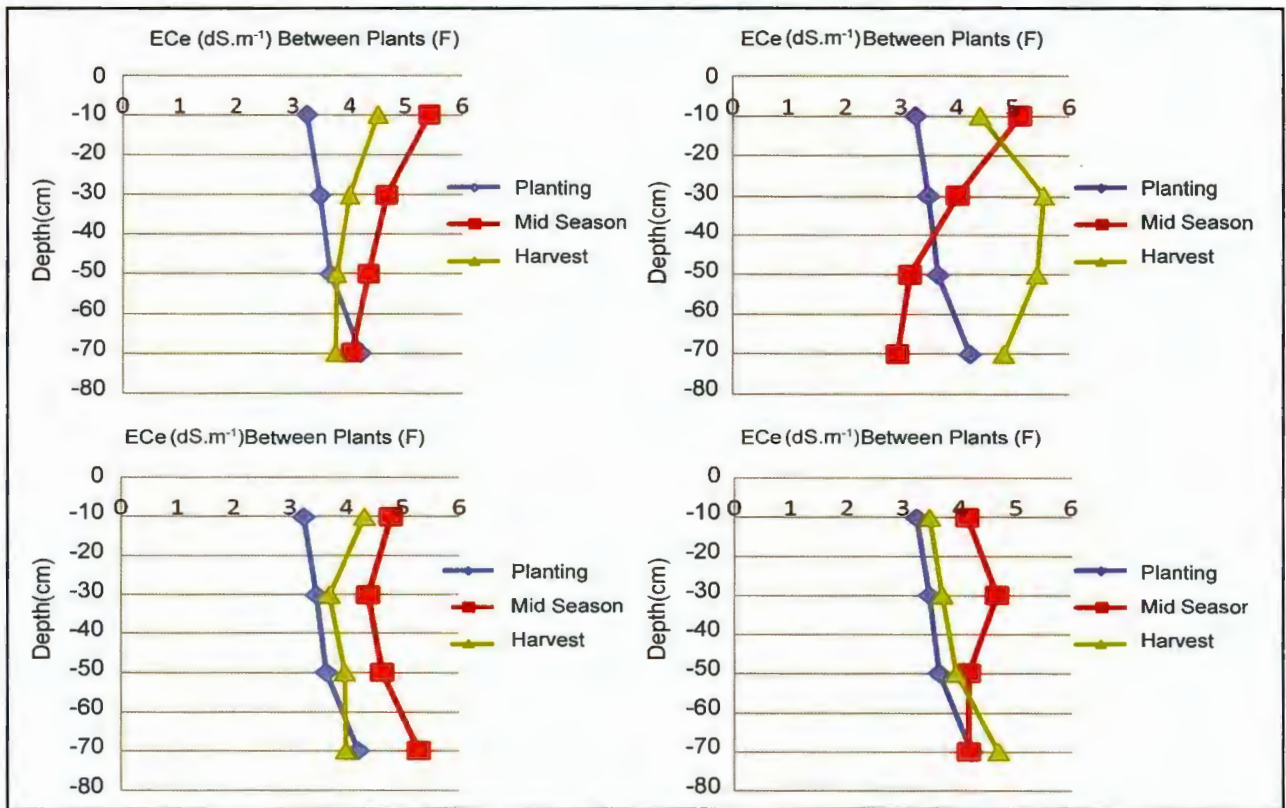 ECe (dS.m⁻¹) Between Plants (F)
0
0 1 2 3 4 5 6
-10
-20
-30
-40
-50
-60
-70
-80
Depth(cm)
Planting
Mid Season
Harvest
ECe (dS.m⁻¹)Between Plants (F)
0
0 1 2 3 4 5 6
-10
-20
-30
-40
-50
-60
-70
-80
Depth(cm)
Planting
Mid Season
Harvest
ECe (dS.m⁻¹)Between Plants (F)
0
0 1 2 3 4 5 6
-10
-20
-30
-40
-50
-60
-70
-80
Depth(cm)
Planting
Mid Season
Harvest
ECe (dS.m⁻¹)Between Plants (F)
0
0 1 2 3 4 5 6
-10
-20
-30
-40
-50
-60
-70
-80
Depth(cm)
Planting
Mid Seasor
Harvest